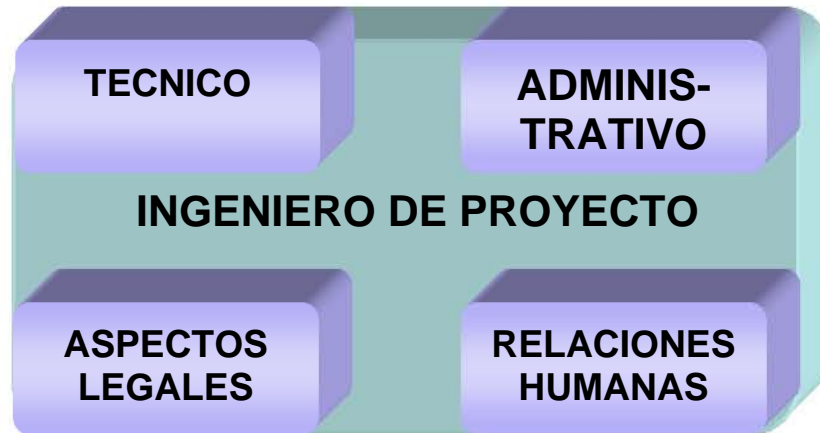 TECNICO
ADMINIS-
TRATIVO
INGENIERO DE PROYECTO
ASPECTOS
LEGALES
RELACIONES
HUMANAS